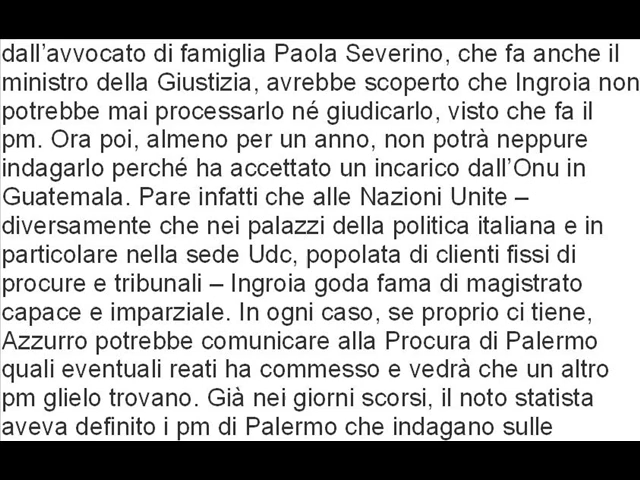 dall’avvocato di famiglia Paola Severino, che fa anche il
ministro della Giustizia, avrebbe scoperto che Ingroia non
potrebbe mai processarlo né giudicarlo, visto che fa il
pm. Ora poi, almeno per un anno, non potrà neppure
indagarlo perché ha accettato un incarico dall’Onu in
Guatemala. Pare infatti che alle Nazioni Unite –
diversamente che nei palazzi della politica italiana e in
particolare nella sede Udc, popolata di clienti fissi di
procure e tribunali – Ingroia goda fama di magistrato
capace e imparziale. In ogni caso, se proprio ci tiene,
Azzurro potrebbe comunicare alla Procura di Palermo
quali eventuali reati ha commesso e vedrà che un altro
pm glielo trovano. Già nei giorni scorsi, il noto statista
aveva definito i pm di Palermo che indagano sulle